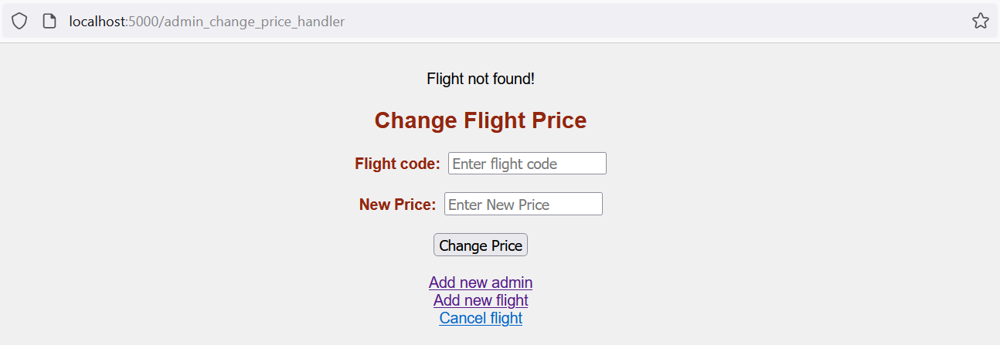 localhost:5000/admin_change_price_handler
Flight not found!
Change Flight Price
Flight code: Enter flight code
New Price: Enter New Price
Change Price
Add new admin
Add new flight
Cancel flight